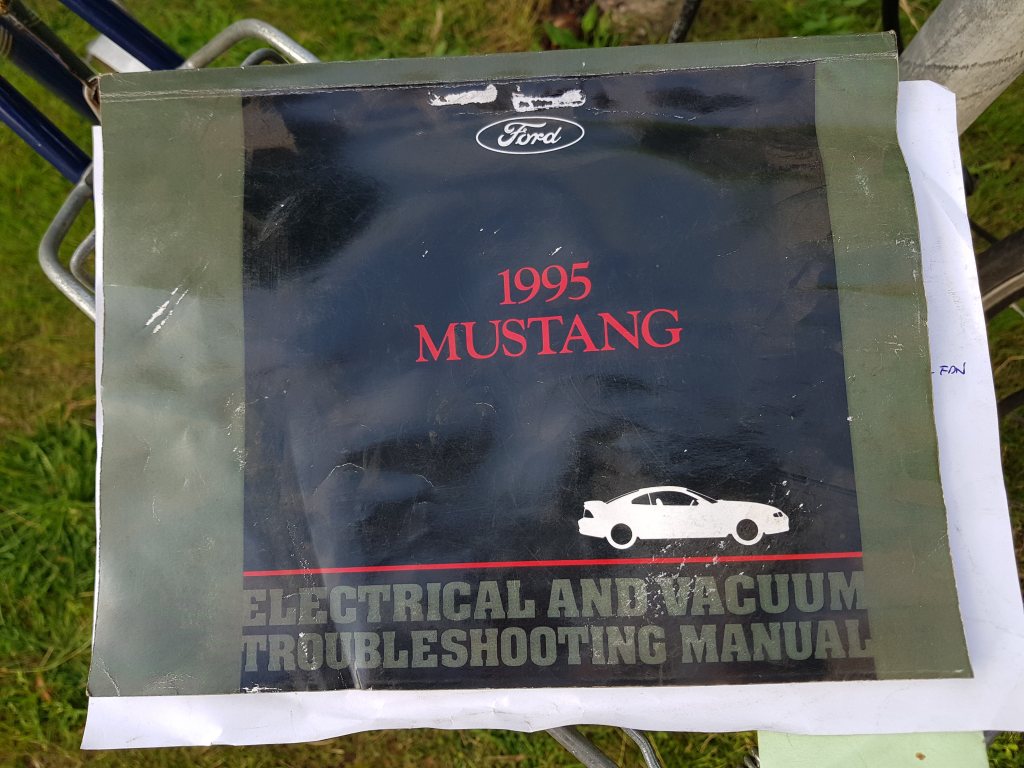 Ford
1995
MUSTANG
ELECTRICAL AND VACUUM
TROUBLESHOOTING MANUAL